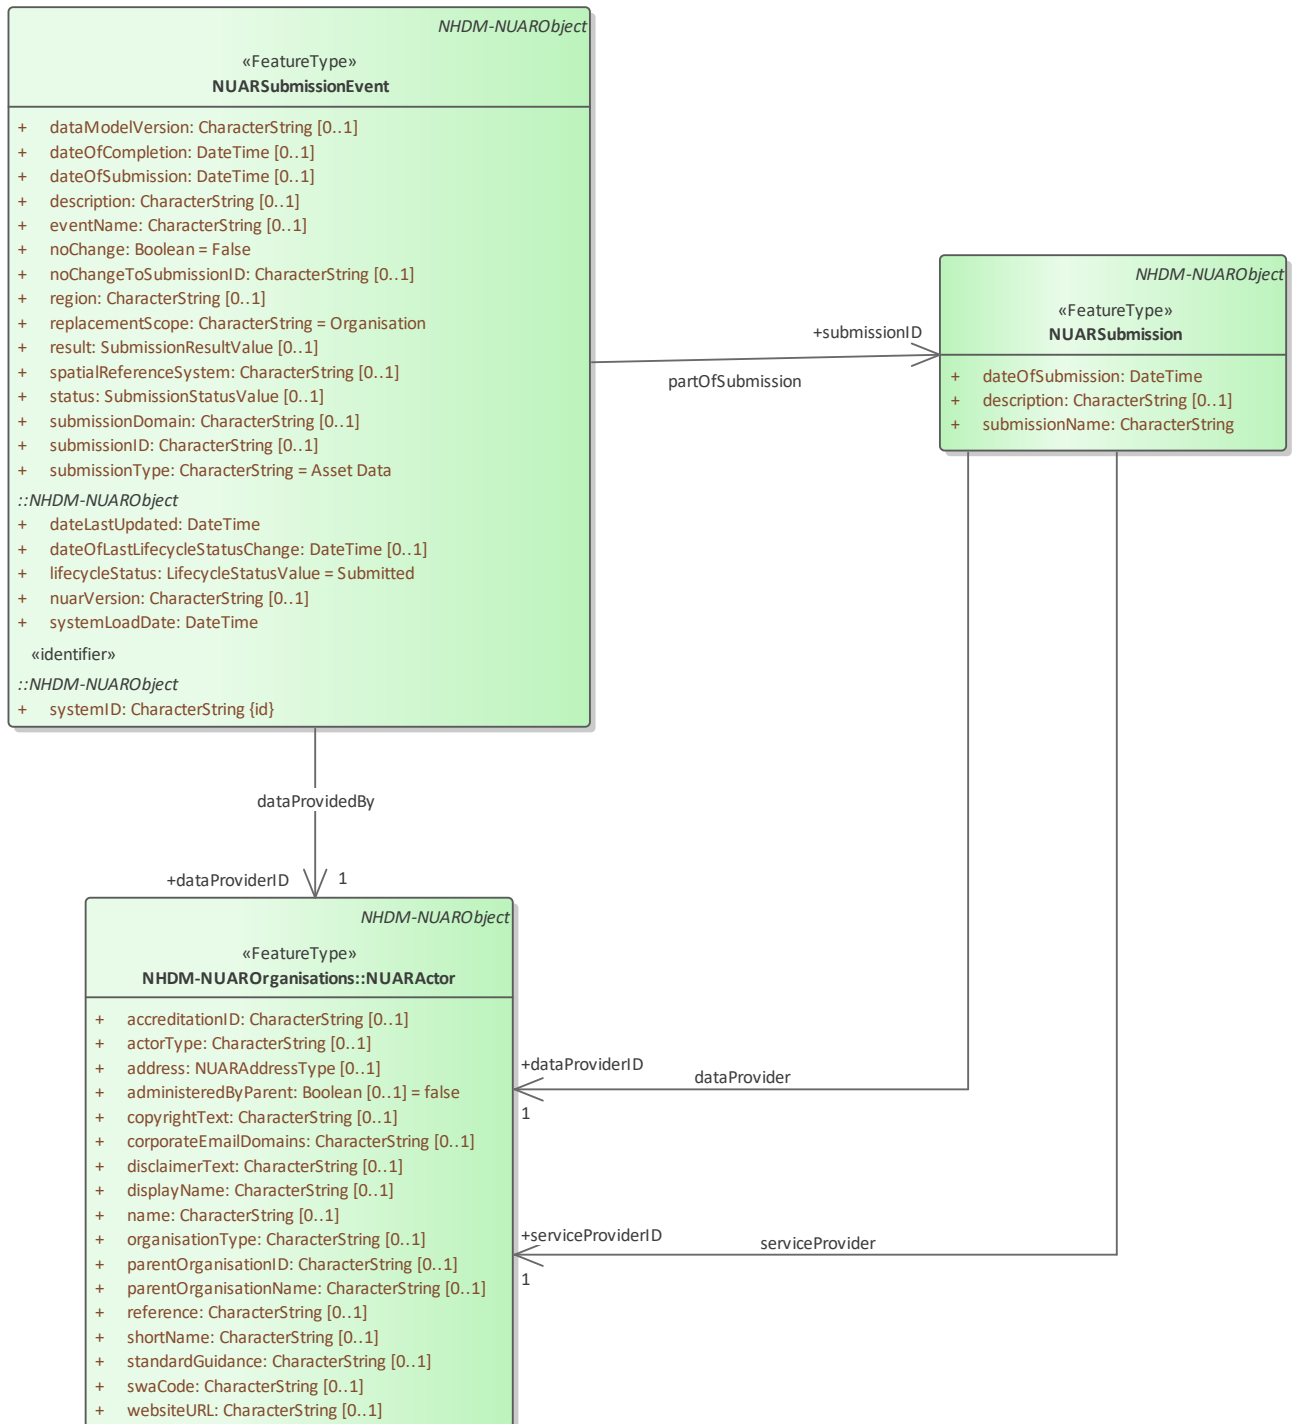 NHDM-NUARObject
«FeatureType»
NUARSubmissionEvent
+ dataModelVersion: CharacterString [0..1]
+ dateOfCompletion: DateTime [0..1]
+ dateOfSubmission: DateTime [0..1]
+ description: CharacterString [0..1]
+ eventName: CharacterString [0..1]
+ noChange: Boolean = False
+ noChangeToSubmissionID: CharacterString [0..1]
+ region: CharacterString [0..1]
+ replacementScope: CharacterString = Organisation
+ result: SubmissionResultValue [0..1]
+ spatialReferenceSystem: CharacterString [0..1]
+ status: SubmissionStatusValue [0..1]
+ submissionDomain: CharacterString [0..1]
+ submissionID: CharacterString [0..1]
+ submissionType: CharacterString = Asset Data
::NHDM-NUARObject
+ dateLastUpdated: DateTime
+ dateOfLastLifecycleStatusChange: DateTime [0..1]
+ lifecycleStatus: LifecycleStatusValue = Submitted
+ nuarVersion: CharacterString [0..1]
+ systemLoadDate: DateTime
«identifier»
::NHDM-NUARObject
+ systemID: CharacterString {id}
+submissionID
partOfSubmission
NHDM-NUARObject
«FeatureType»
NUARSubmission
+ dateOfSubmission: DateTime
+ description: CharacterString [0..1]
+ submissionName: CharacterString
dataProvidedBy
+dataProviderID 1
NHDM-NUARObject
«FeatureType»
NHDM-NUAROrganisations::NUARActor
+ accreditationID: CharacterString [0..1]
+ actorType: CharacterString [0..1]
+ address: NUARAddressType [0..1]
+ administeredByParent: Boolean [0..1] = false
+ copyrightText: CharacterString [0..1]
+ corporateEmailDomains: CharacterString [0..1]
+ disclaimerText: CharacterString [0..1]
+ displayName: CharacterString [0..1]
+ name: CharacterString [0..1]
+ organisationType: CharacterString [0..1]
+ parentOrganisationID: CharacterString [0..1]
+ parentOrganisationName: CharacterString [0..1]
+ reference: CharacterString [0..1]
+ shortName: CharacterString [0..1]
+ standardGuidance: CharacterString [0..1]
+ swaCode: CharacterString [0..1]
+ websiteURL: CharacterString [0..1]
+dataProviderID
dataProvider
1
+serviceProviderID
serviceProvider
1